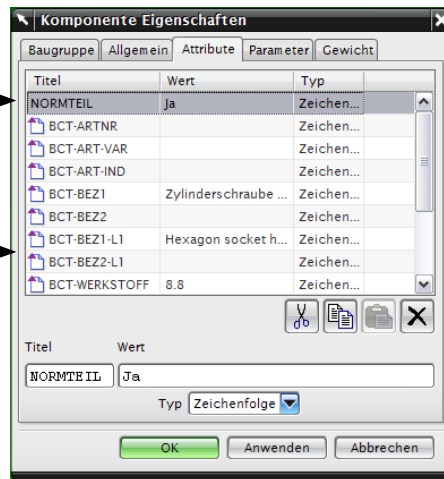 Komponente Eigenschaften
Baugruppe Allgemein Attribute Parameter Gewicht
Titel Wert Typ
NORMTEIL Ja Zeichen...
BCT-ARTNR Zeichen...
BCT-ART-VAR Zeichen...
BCT-ART-IND Zeichen...
BCT-BEZ1 Zylinderschraube ... Zeichen...
BCT-BEZ2 Zeichen...
BCT-BEZ1-L1 Hexagon socket h... Zeichen...
BCT-BEZ2-L1 Zeichen...
BCT-WERKSTOFF 8.8 Zeichen...
Titel Wert
NORMTEIL Ja
Typ Zeichenfolge
OK Anwenden Abbrechen